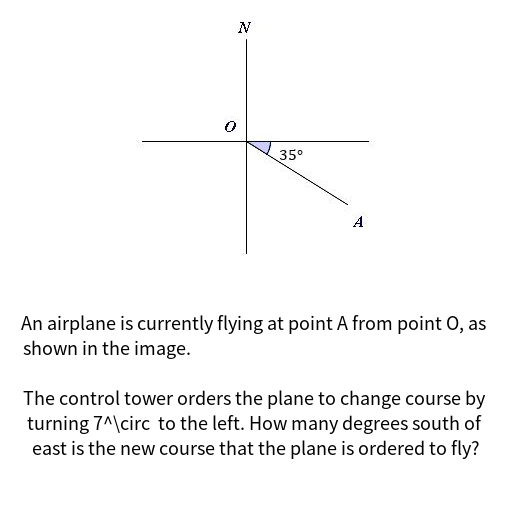 N
O
35°
A
An airplane is currently flying at point A from point O, as
shown in the image.
The control tower orders the plane to change course by
turning 7^\circ to the left. How many degrees south of
east is the new course that the plane is ordered to fly?